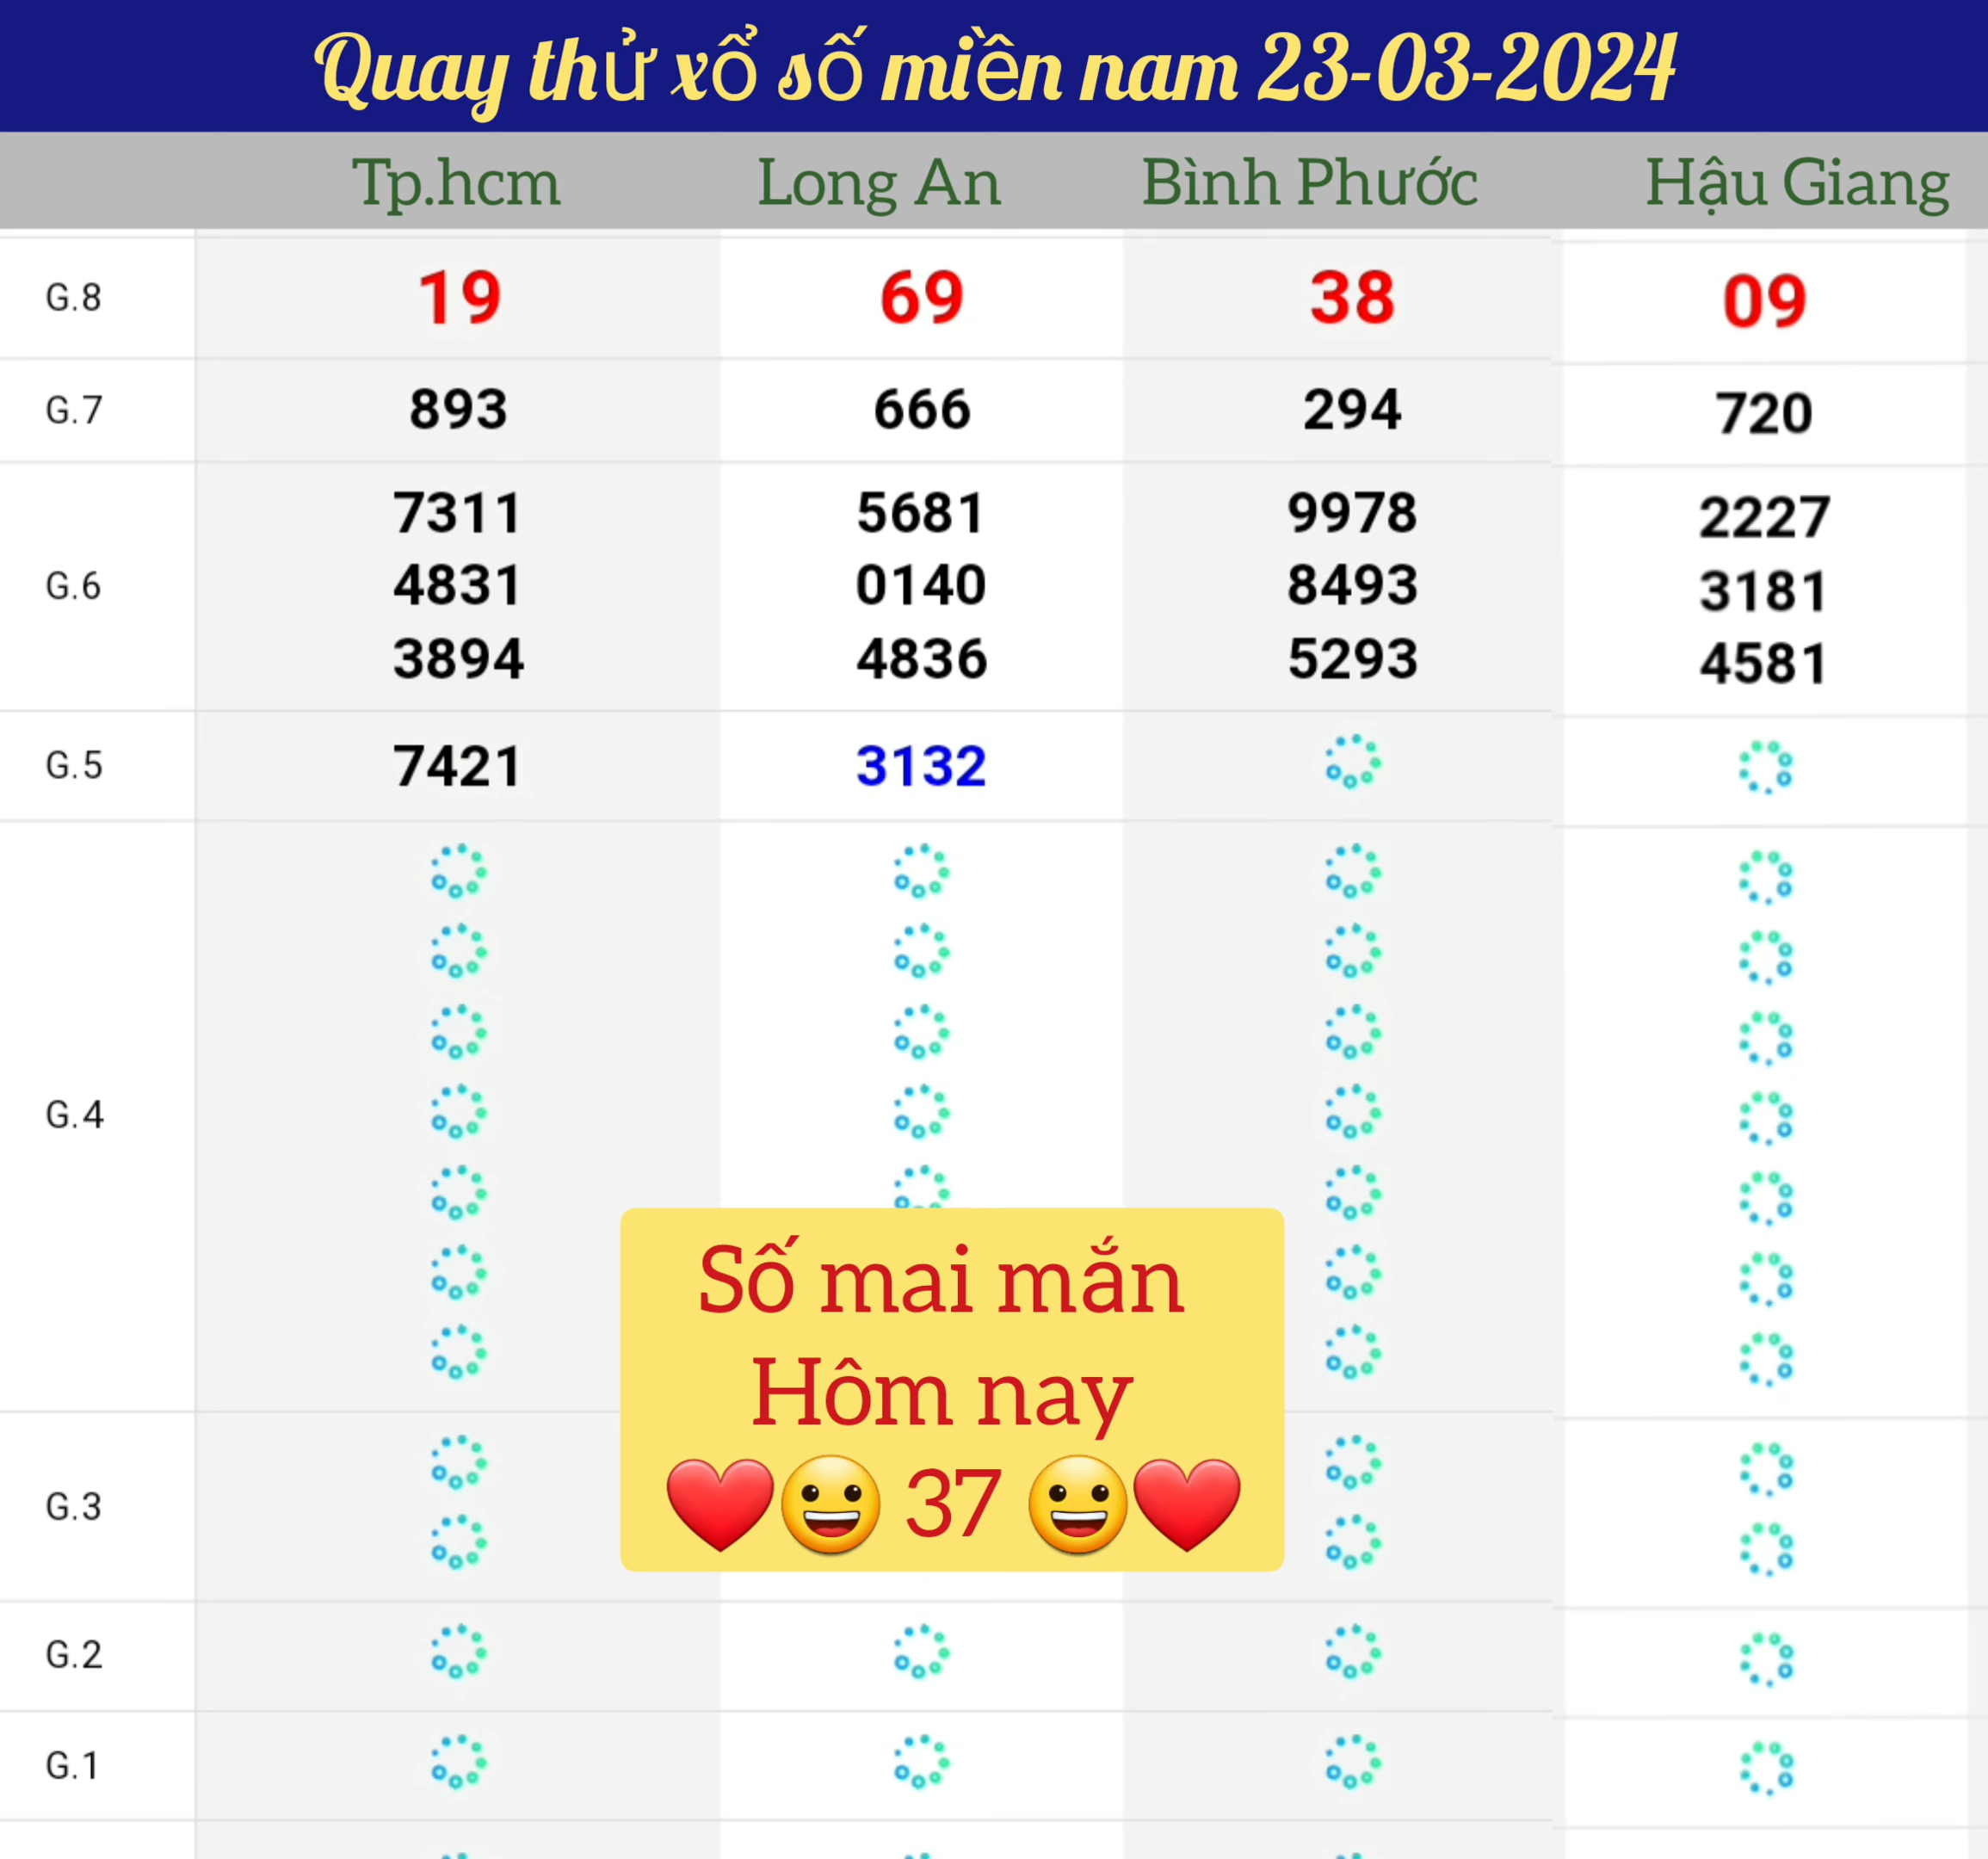 Quay thử xổ số miền nam 23-03-2024
Tp.hcm Long An Bình Phước Hậu Giang
G.8 19 69 38 09
G.7 893 666 294 720
7311 5681 9978 2227
G.6 4831 0140 8493 3181
3894 4836 5293 4581
G.5 7421 3132
G.4
Số mai mắn
Hôm nay
❤️😀 37 😀❤️
G.3
G.2
G.1